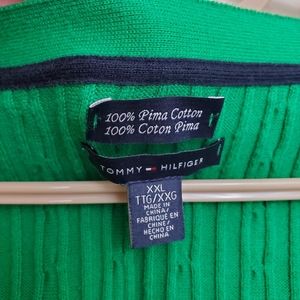 100% Pima Cotton
100% Coton Pima
TOMMY HILFIGER
XXL
TTG/XXG
MADE IN
CHINA/
FABRIQUÉ EN
CHINE/
HECHO EN
CHINA